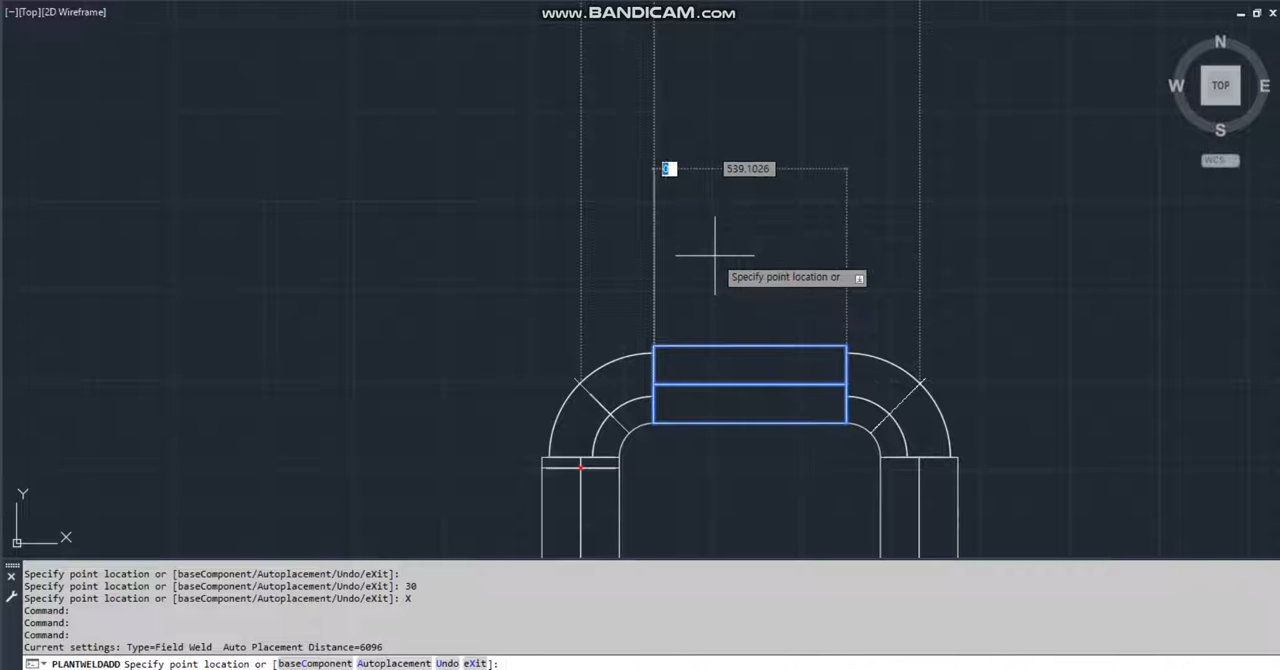 [−][Top][2D Wireframe]
www.BANDICAM.com
N
W
TOP
E
S
WCS
0
539.1026
Specify point location or
Y
X
Specify point location or [baseComponent/Autoplacement/Undo/eXit]:
Specify point location or [baseComponent/Autoplacement/Undo/eXit]: 30
Specify point location or [baseComponent/Autoplacement/Undo/eXit]: X
Command:
Command:
Command:
Current settings: Type=Field Weld  Auto Placement Distance=6096
PLANTWELDADD Specify point location or [baseComponent Autoplacement Undo eXit]: